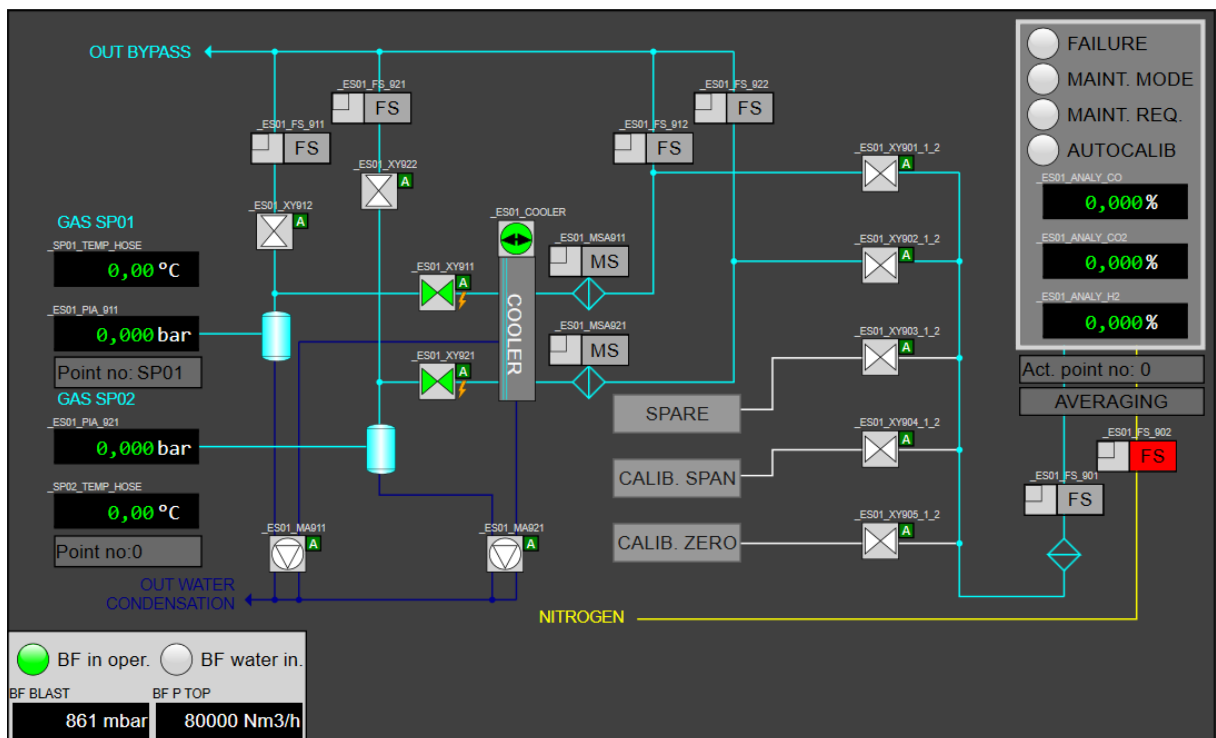 OUT BYPASS
_ES01_FS_921
FS
_ES01_FS_922
FS
_ES01_FS_911
FS
_ES01_FS_912
FS
_ES01_XY922
A
_ES01_XY901_1_2
A
FAILURE
MAINT. MODE
MAINT. REQ.
AUTOCALIB
_ES01_ANALY_CO
0,000 %
_ES01_ANALY_CO2
0,000 %
_ES01_ANALY_H2
0,000 %
GAS SP01
_ES01_XY912
A
_ES01_COOLER
COOLER
_SP01_TEMP_HOSE
0,00 °C
_ES01_MSA911
MS
_ES01_XY902_1_2
A
_ES01_XY911
A
_ES01_PIA_911
0,000 bar
_ES01_MSA921
MS
_ES01_XY903_1_2
A
_ES01_XY921
A
Point no: SP01
Act. point no: 0
AVERAGING
GAS SP02
_ES01_PIA_921
0,000 bar
SPARE
_ES01_XY904_1_2
A
_ES01_FS_902
FS
CALIB. SPAN
_ES01_FS_901
FS
_SP02_TEMP_HOSE
0,00 °C
_ES01_XY905_1_2
A
Point no:0
_ES01_MA911
A
_ES01_MA921
A
CALIB. ZERO
OUT WATER
CONDENSATION
NITROGEN
BF in oper.
BF water in.
BF BLAST
861 mbar
BF P TOP
80000 Nm3/h